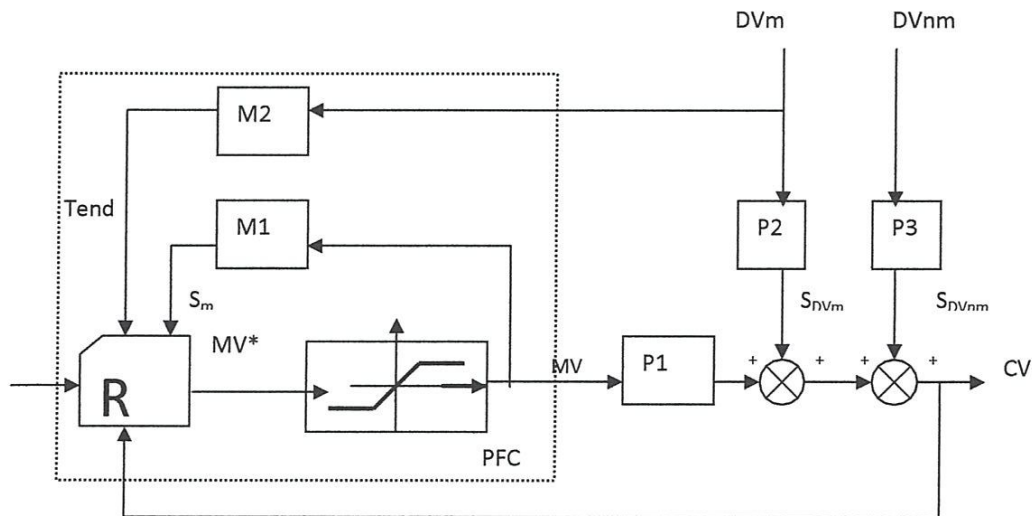 DVm DVnm
M2
Tend
M1
P2
P3
Sm
SDVm
SDVnm
MV*
MV
P1
+
+
+
+
CV
R
PFC